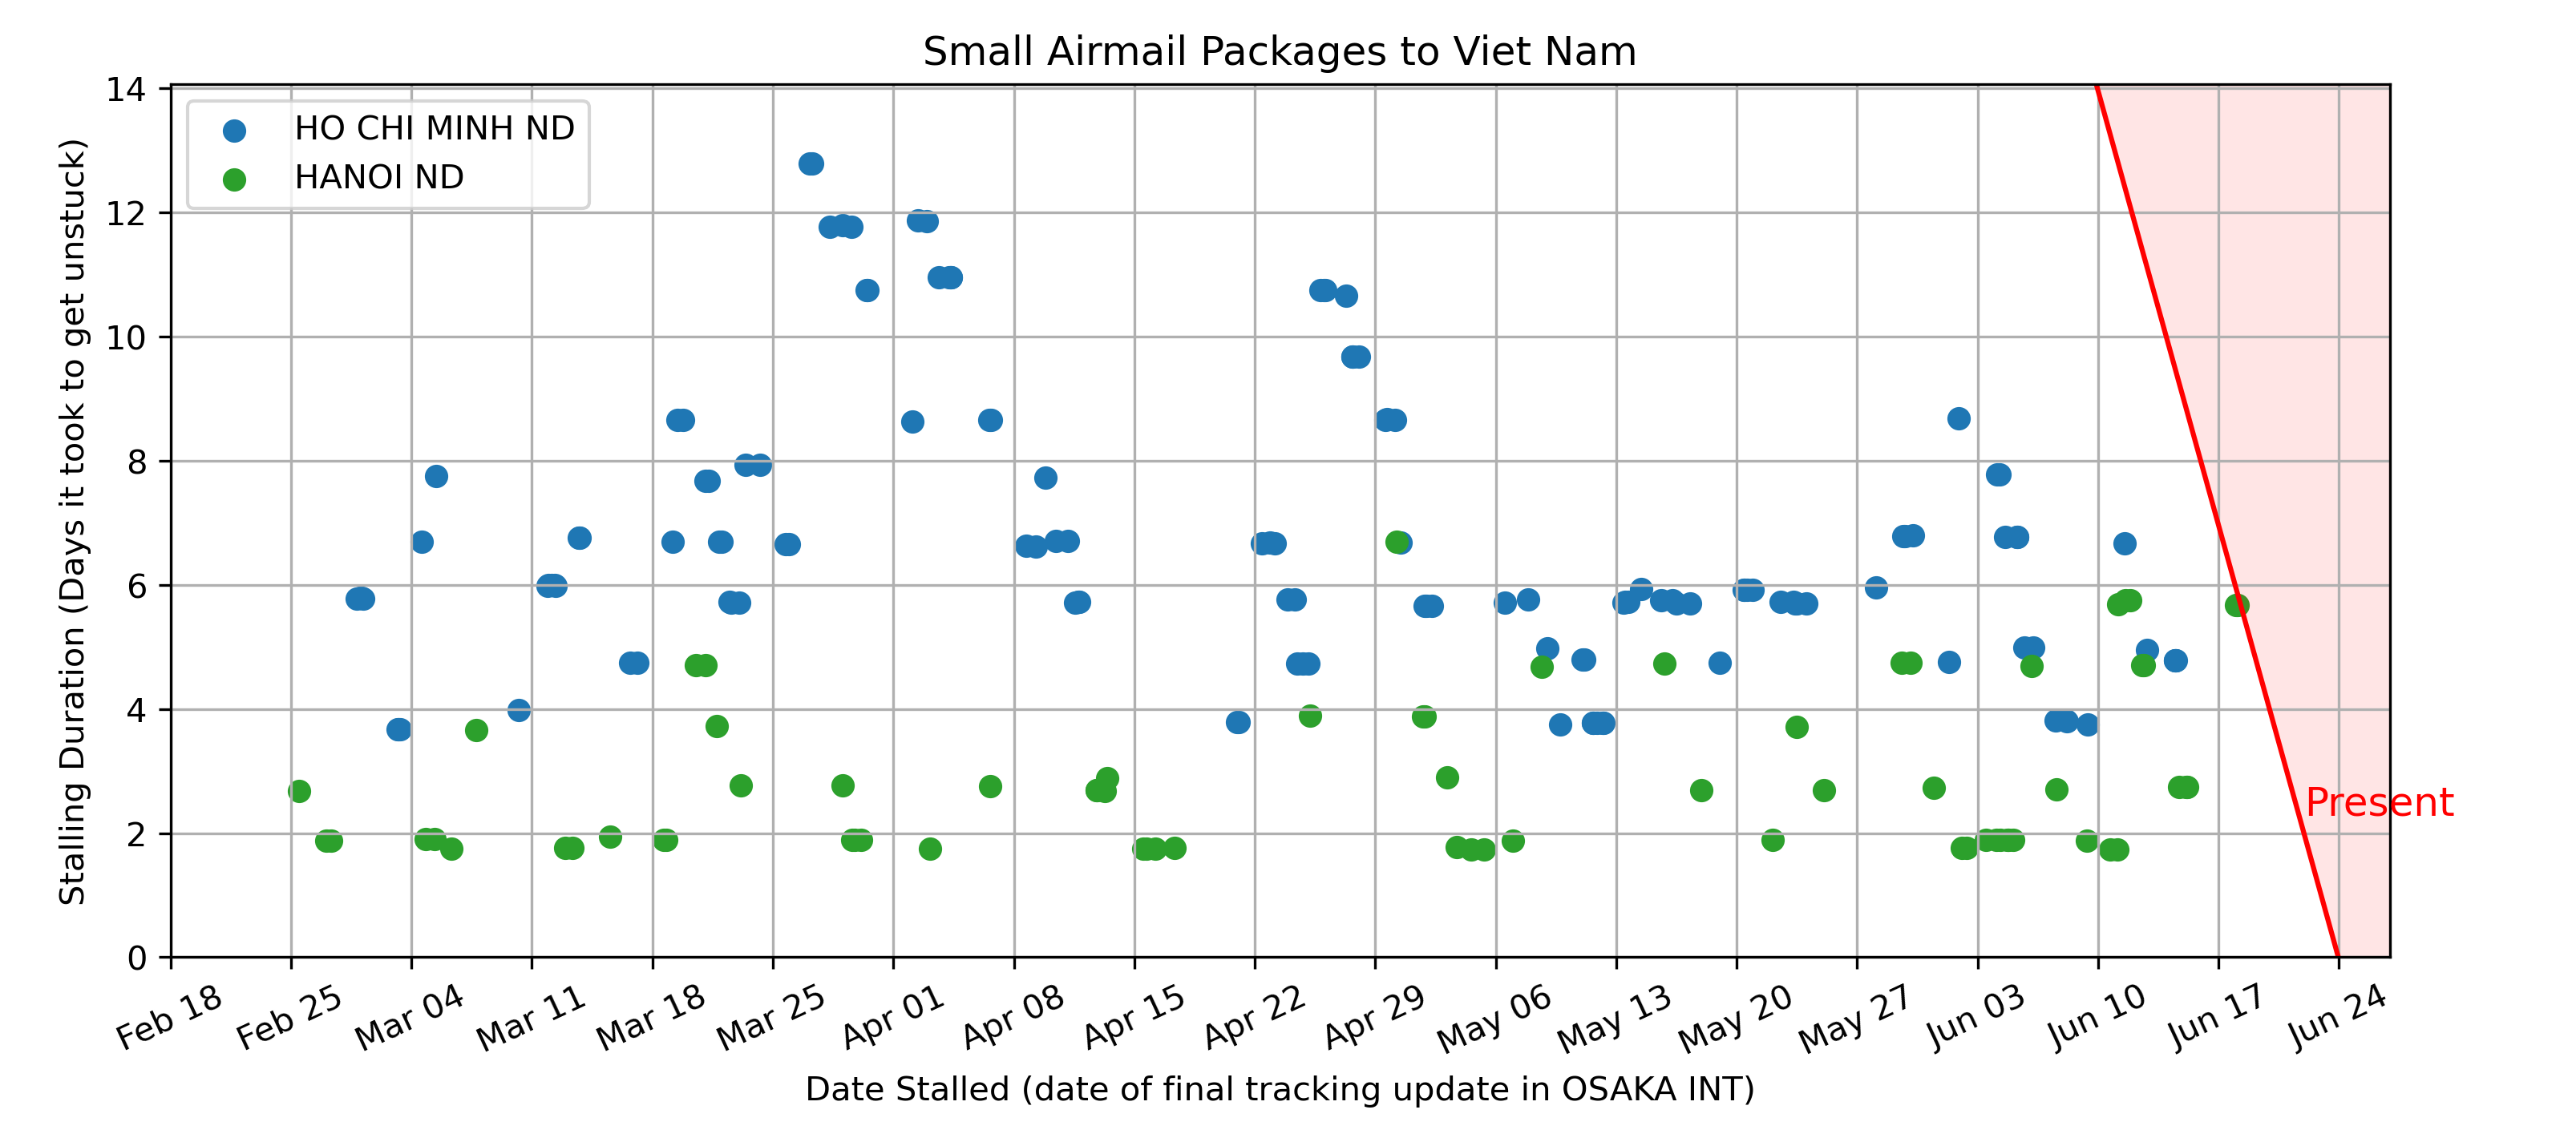 Small Airmail Packages to Viet Nam
HO CHI MINH ND
HANOI ND
Stalling Duration (Days it took to get unstuck)
14
12
10
8
6
4
2
0
Present
Feb 18
Feb 25
Mar 04
Mar 11
Mar 18
Mar 25
Apr 01
Apr 08
Apr 15
Apr 22
Apr 29
May 06
May 13
May 20
May 27
Jun 03
Jun 10
Jun 17
Jun 24
Date Stalled (date of final tracking update in OSAKA INT)